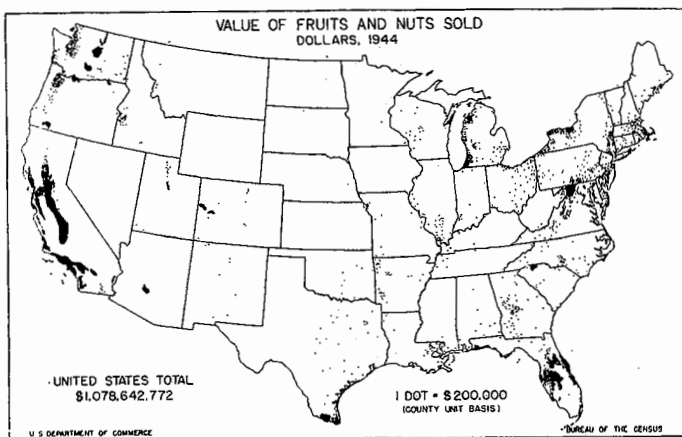 VALUE OF FRUITS AND NUTS SOLD
DOLLARS, 1944
UNITED STATES TOTAL
$1,078,642,772
1 DOT = $200,000
(COUNTY UNIT BASIS)
U S DEPARTMENT OF COMMERCE
BUREAU OF THE CENSUS